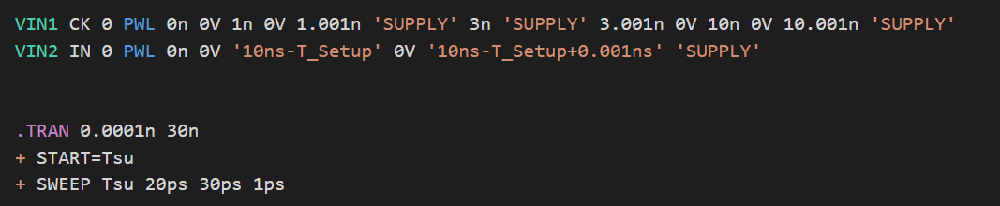 VIN1 CK 0 PWL 0n 0V 1n 0V 1.001n 'SUPPLY' 3n 'SUPPLY' 3.001n 0V 10n 0V 10.001n 'SUPPLY'
VIN2 IN 0 PWL 0n 0V '10ns-T_Setup' 0V '10ns-T_Setup+0.001ns' 'SUPPLY'
.TRAN 0.0001n 30n
+ START=Tsu
+ SWEEP Tsu 20ps 30ps 1ps